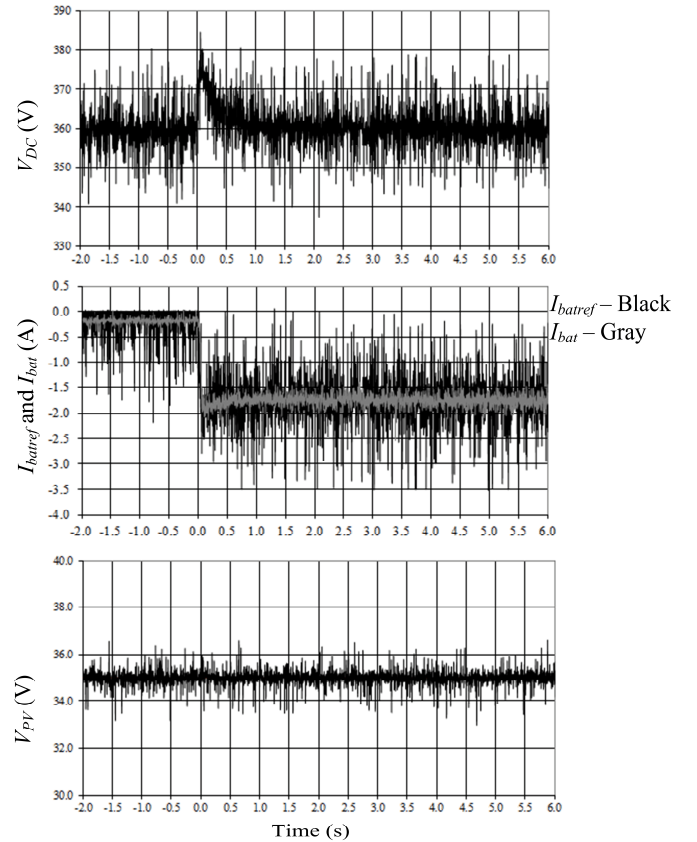 390
380
370
360
350
340
330
V_DC (V)
-2.0 -1.5 -1.0 -0.5 0.0 0.5 1.0 1.5 2.0 2.5 3.0 3.5 4.0 4.5 5.0 5.5 6.0
0.5
0.0
-0.5
-1.0
-1.5
-2.0
-2.5
-3.0
-3.5
-4.0
I_batref and I_bat (A)
I_batref – Black
I_bat – Gray
-2.0 -1.5 -1.0 -0.5 0.0 0.5 1.0 1.5 2.0 2.5 3.0 3.5 4.0 4.5 5.0 5.5 6.0
40.0
38.0
36.0
34.0
32.0
30.0
V_PV (V)
-2.0 -1.5 -1.0 -0.5 0.0 0.5 1.0 1.5 2.0 2.5 3.0 3.5 4.0 4.5 5.0 5.5 6.0
Time (s)